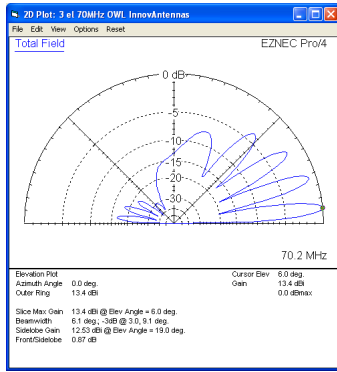 2D Plot: 3 el 70MHz OWL InnovAntennas
File Edit View Options Reset
Total Field EZNEC Pro/4
0 dB
-5
-10
-15
-20
-30
70.2 MHz
Elevation Plot Cursor Elev 6.0 deg.
Azimuth Angle 0.0 deg. Gain 13.4 dBi
Outer Ring 13.4 dBi 0.0 dBmax
Slice Max Gain 13.4 dBi @ Elev Angle = 6.0 deg.
Beamwidth 6.1 deg.; -3dB @ 3.0, 9.1 deg.
Sidelobe Gain 12.53 dBi @ Elev Angle = 19.0 deg.
Front/Sidelobe 0.87 dB